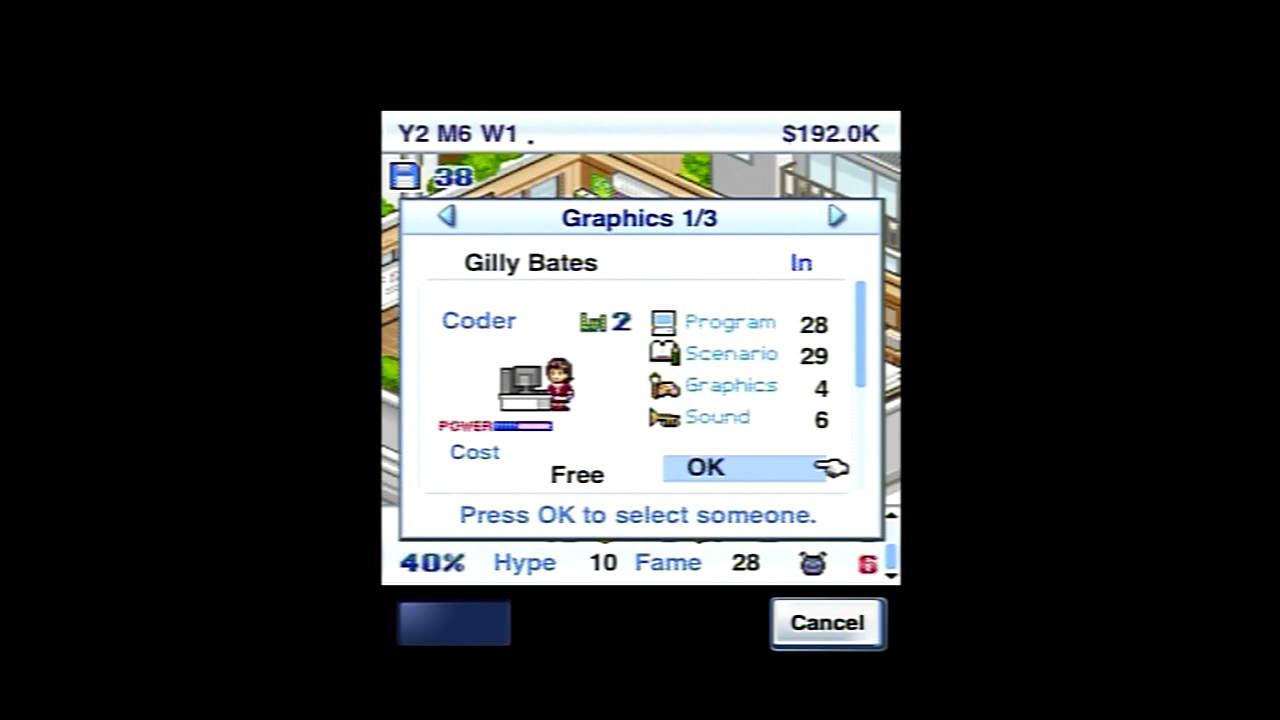 Y2 M6 W1 . $192.0K
38
Graphics 1/3
Gilly Bates In
Coder Lvl 2 Program 28
Scenario 29
Graphics 4
Sound 6
POWER
Cost
Free OK
Press OK to select someone.
40% Hype 10 Fame 28 6
Cancel